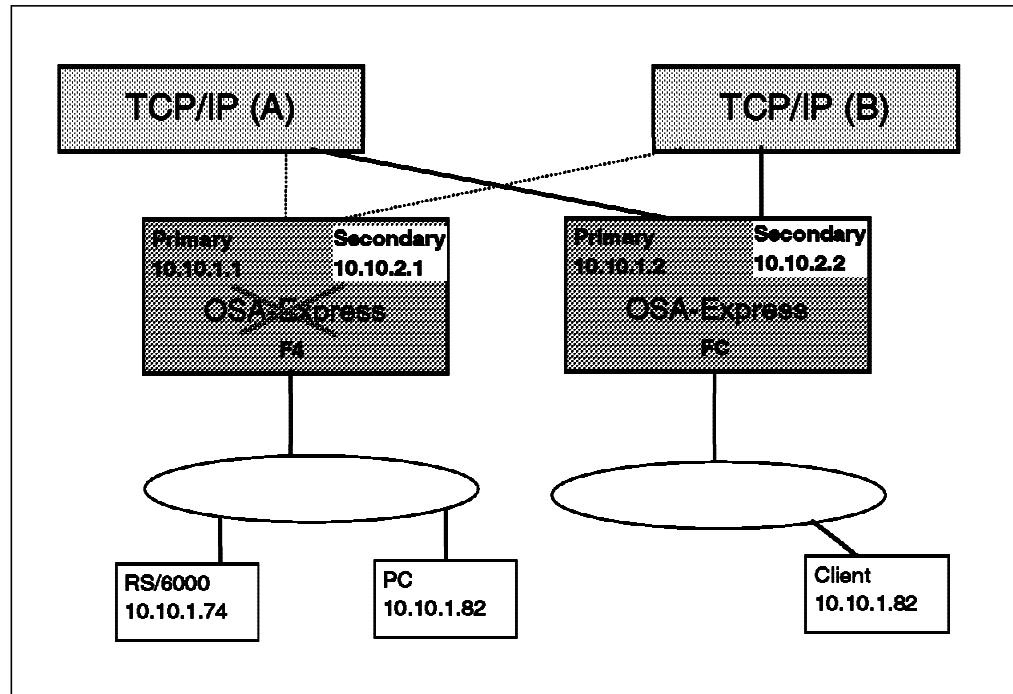 TCP/IP (A)
TCP/IP (B)
Primary
10.10.1.1
Secondary
10.10.2.1
OSA-Express
F4
Primary
10.10.1.2
Secondary
10.10.2.2
OSA-Express
FC
RS/6000
10.10.1.74
PC
10.10.1.82
Client
10.10.1.82